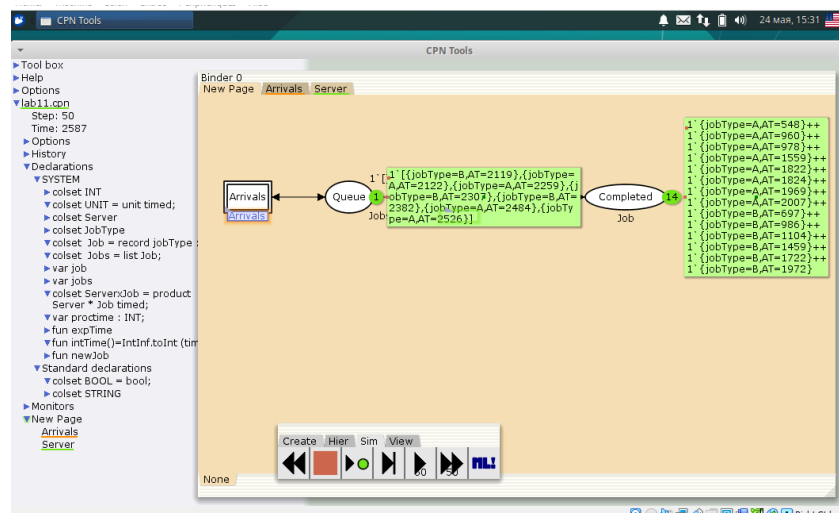 CPN Tools
24 мая, 15:31
CPN Tools
Tool box
Help
Options
lab11.cpn
Step: 50
Time: 2587
Options
History
Declarations
SYSTEM
colset INT
colset UNIT = unit timed;
colset Server
colset JobType
colset Job = record jobType :
colset Jobs = list Job;
var job
var jobs
colset ServerxJob = product
Server * Job timed;
var proctime : INT;
fun expTime
fun intTime()=IntInf.toInt (tim
fun newJob
Standard declarations
colset BOOL = bool;
colset STRING
Monitors
New Page
Arrivals
Server
Binder 0
New Page Arrivals Server
Arrivals
Arrivals
Queue
1
1`[
1`[{jobType=B,AT=2119},{jobType=
A,AT=2122},{jobType=A,AT=2259},{j
obType=B,AT=2307},{jobType=B,AT=
2382},{jobType=A,AT=2484},{jobTy
pe=A,AT=2526}]
Completed
14
Job
1`{jobType=A,AT=548}++
1`{jobType=A,AT=960}++
1`{jobType=A,AT=978}++
1`{jobType=A,AT=1559}++
1`{jobType=A,AT=1822}++
1`{jobType=A,AT=1824}++
1`{jobType=A,AT=1969}++
1`{jobType=A,AT=2007}++
1`{jobType=B,AT=697}++
1`{jobType=B,AT=986}++
1`{jobType=B,AT=1104}++
1`{jobType=B,AT=1459}++
1`{jobType=B,AT=1722}++
1`{jobType=B,AT=1972}
Create Hier Sim View
ML!
None